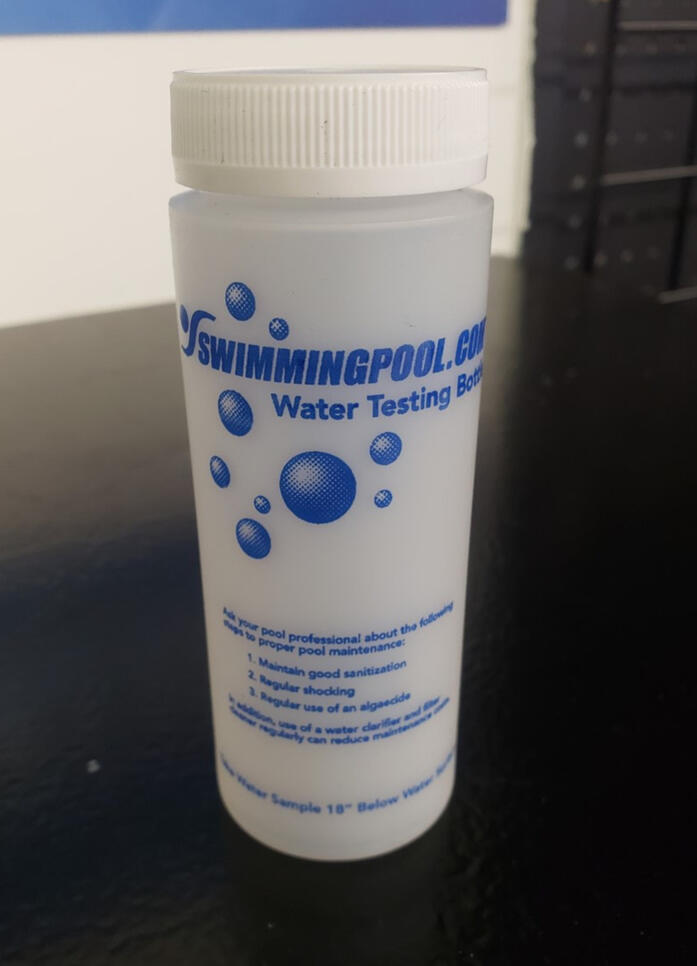 SWIMMINGPOOL.COM
Water Testing Bottle
Ask your pool professional about the following
steps to proper pool maintenance:
1. Maintain good sanitization
2. Regular shocking
3. Regular use of an algaecide
In addition, use of a water clarifier and filter
cleaner regularly can reduce maintenance costs
Water Sample 18" Below Water